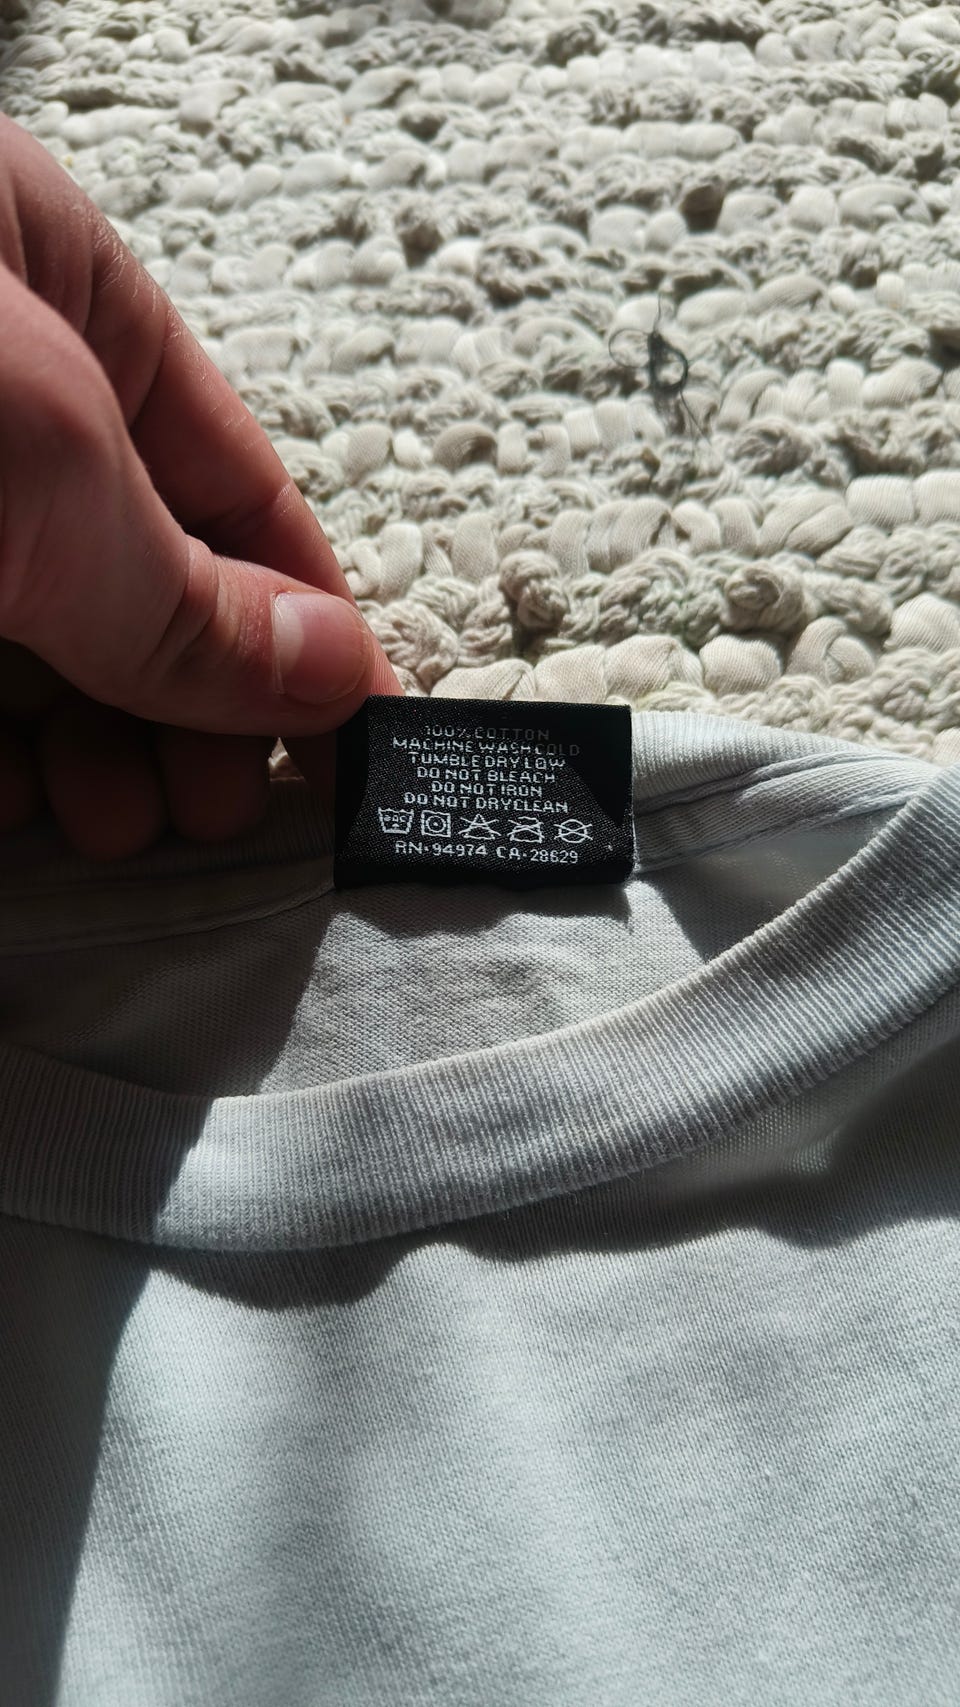 100% COTTON
MACHINE WASH COLD
TUMBLE DRY LOW
DO NOT BLEACH
DO NOT IRON
DO NOT DRYCLEAN
30C
RN·94974 CA·28629